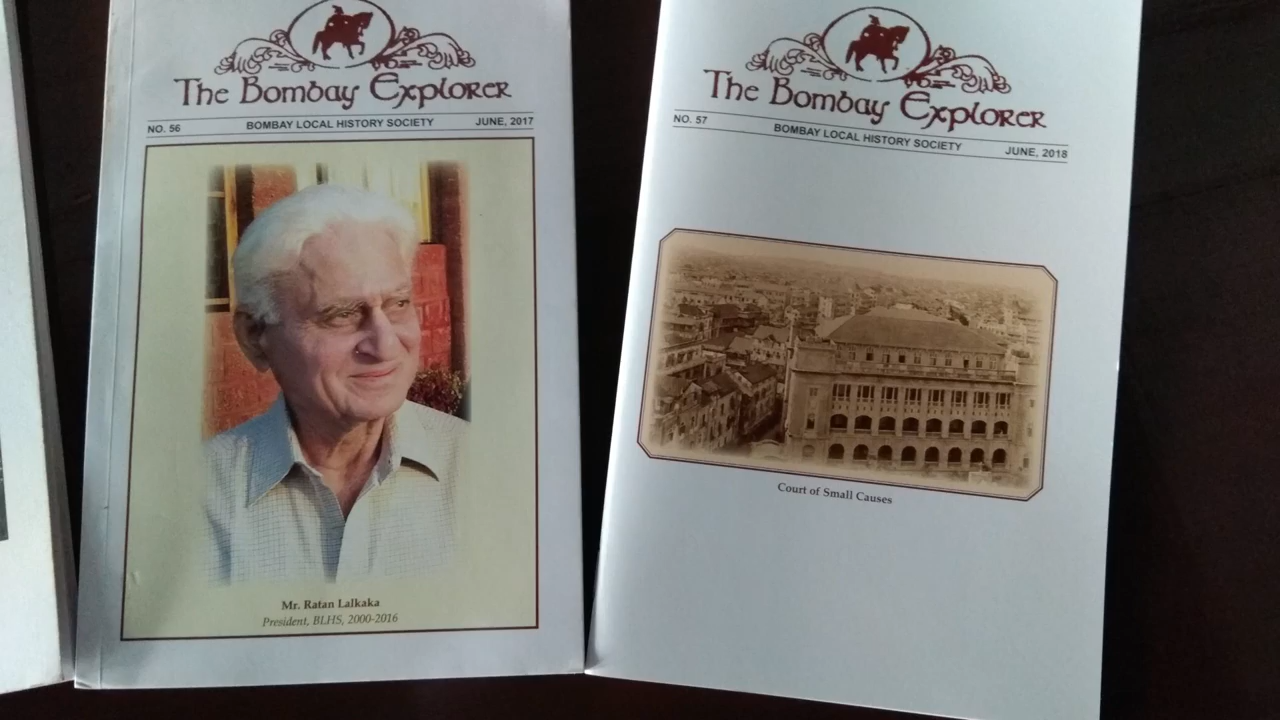 The Bombay Explorer
NO. 56 BOMBAY LOCAL HISTORY SOCIETY JUNE, 2017
Mr. Ratan Lalkaka
President, BLHS, 2000-2016
The Bombay Explorer
NO. 57 BOMBAY LOCAL HISTORY SOCIETY JUNE, 2018
Court of Small Causes